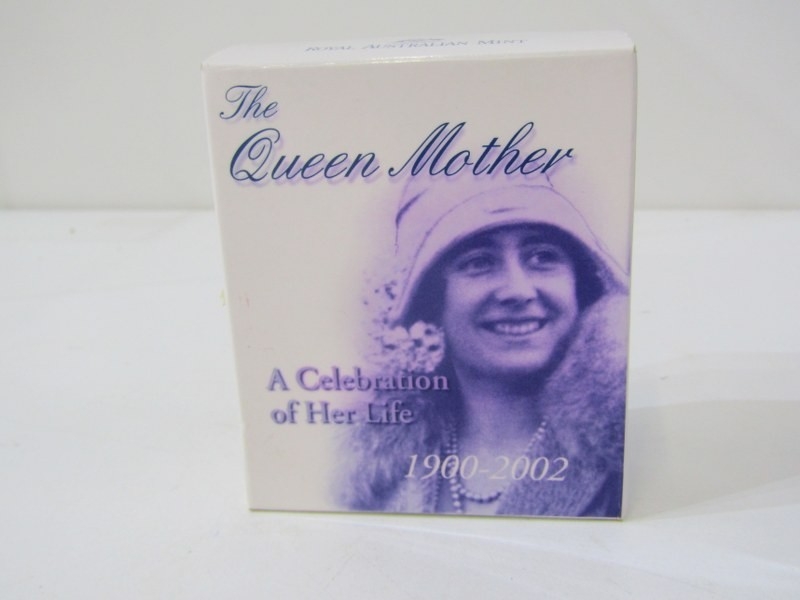 ROYAL AUSTRALIAN MINT
The
Queen Mother
A Celebration
of Her Life
1900-2002